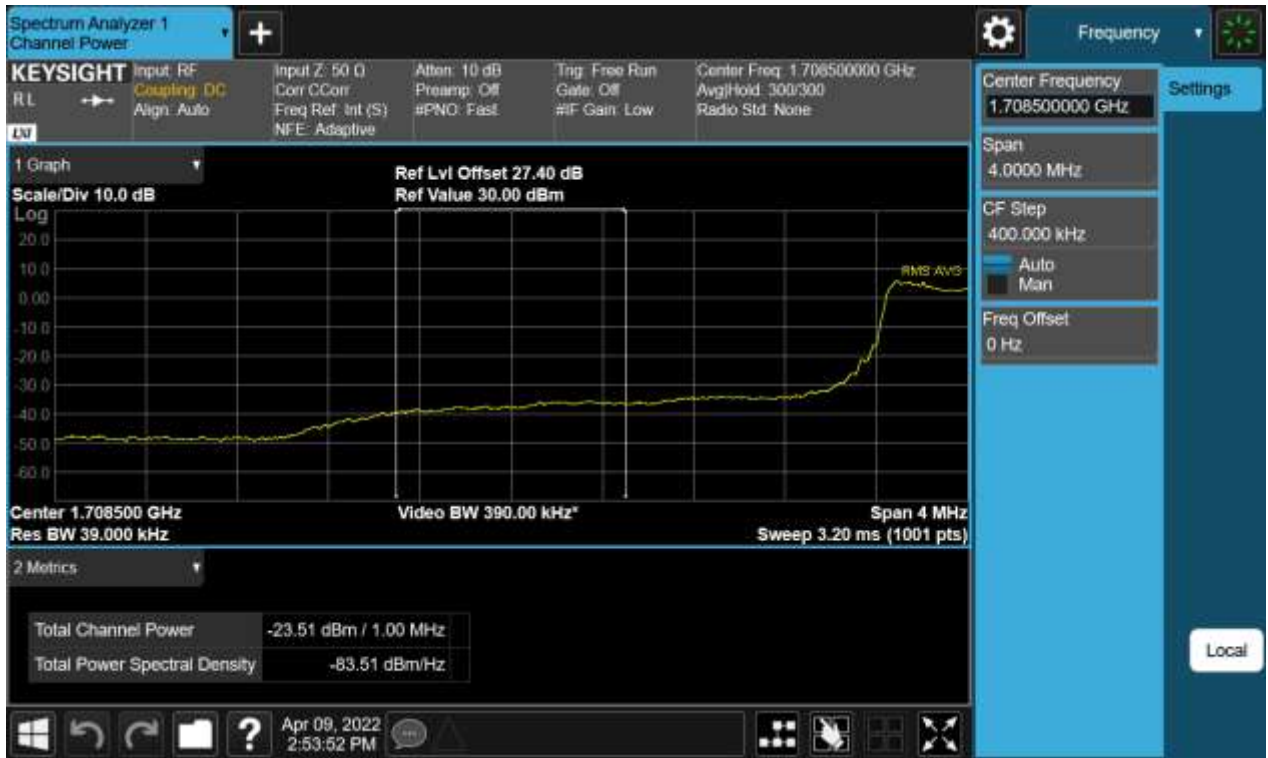 Spectrum Analyzer 1
Channel Power
+
Frequency
KEYSIGHT
RL
LXI
Input: RF
Coupling: DC
Align: Auto
Input Z: 50 Ω
Corr CCorr
Freq Ref: Int (S)
NFE: Adaptive
Atten: 10 dB
Preamp: Off
#PNO: Fast
Trig: Free Run
Gate: Off
#IF Gain: Low
Center Freq: 1.708500000 GHz
Avg|Hold: 300/300
Radio Std: None
Center Frequency
1.708500000 GHz
Settings
Span
4.0000 MHz
CF Step
400.000 kHz
Auto
Man
Freq Offset
0 Hz
Local
1 Graph
Scale/Div 10.0 dB
Ref Lvl Offset 27.40 dB
Ref Value 30.00 dBm
Log
20.0
10.0
0.00
-10.0
-20.0
-30.0
-40.0
-50.0
-60.0
RMS AVG
Center 1.708500 GHz
Video BW 390.00 kHz*
Span 4 MHz
Res BW 39.000 kHz
Sweep 3.20 ms (1001 pts)
2 Metrics
Total Channel Power
-23.51 dBm / 1.00 MHz
Total Power Spectral Density
-83.51 dBm/Hz
?
Apr 09, 2022
2:53:52 PM